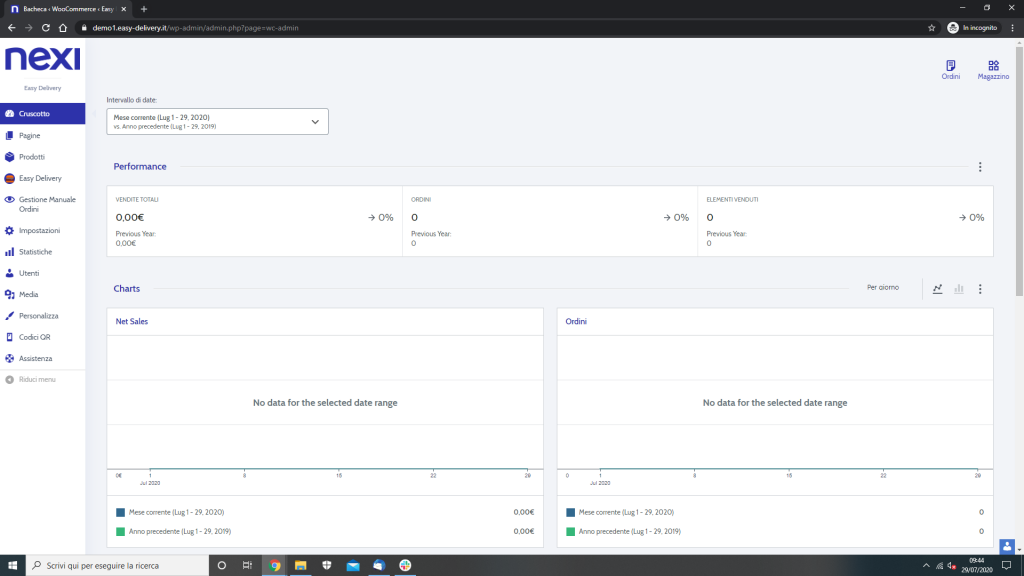 Bacheca ‹ WooCommerce ‹ Easy
demo1.easy-delivery.it/wp-admin/admin.php?page=wc-admin
In incognito
nexi
Easy Delivery
Cruscotto
Pagine
Prodotti
Easy Delivery
Gestione Manuale
Ordini
Impostazioni
Statistiche
Utenti
Media
Personalizza
Codici QR
Assistenza
Riduci menu
Ordini
Magazzino
Intervallo di date:
Mese corrente (Lug 1 - 29, 2020)
vs. Anno precedente (Lug 1 - 29, 2019)
Performance
VENDITE TOTALI
0,00€
→ 0%
Previous Year:
0,00€
ORDINI
0
→ 0%
Previous Year:
0
ELEMENTI VENDUTI
0
→ 0%
Previous Year:
0
Charts
Per giorno
Net Sales
No data for the selected date range
0€ 1 8 15 22 29
Jul 2020
Mese corrente (Lug 1 - 29, 2020) 0,00€
Anno precedente (Lug 1 - 29, 2019) 0,00€
Ordini
No data for the selected date range
0 1 8 15 22 29
Jul 2020
Mese corrente (Lug 1 - 29, 2020) 0
Anno precedente (Lug 1 - 29, 2019) 0
Scrivi qui per eseguire la ricerca
09:44
29/07/2020